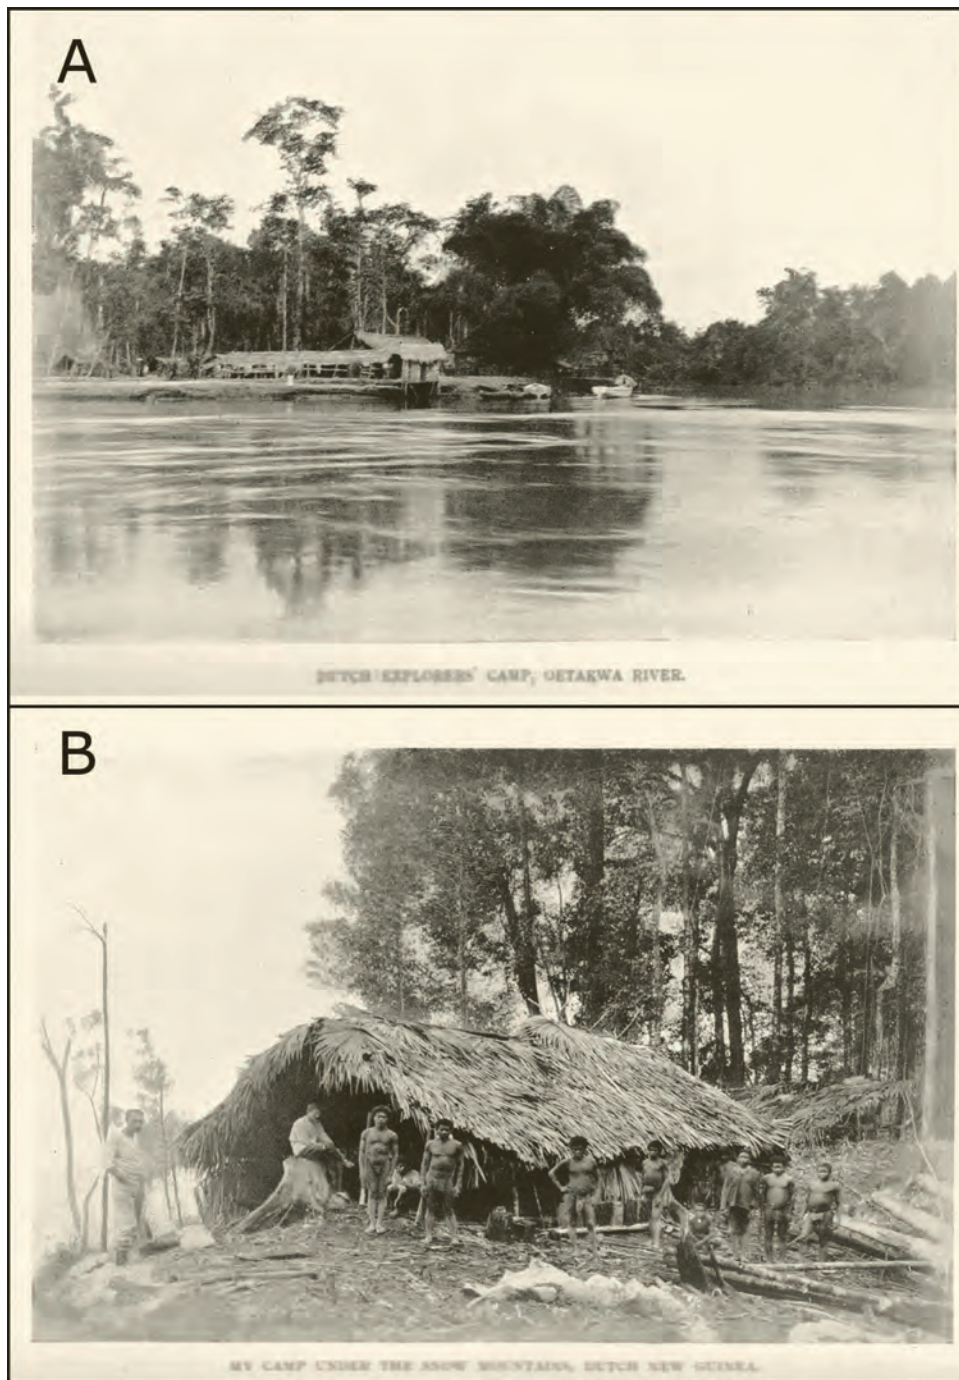 A
DUTCH EXPLORERS' CAMP, OETAKWA RIVER.
B
MY CAMP UNDER THE SNOW MOUNTAINS, DUTCH NEW GUINEA.